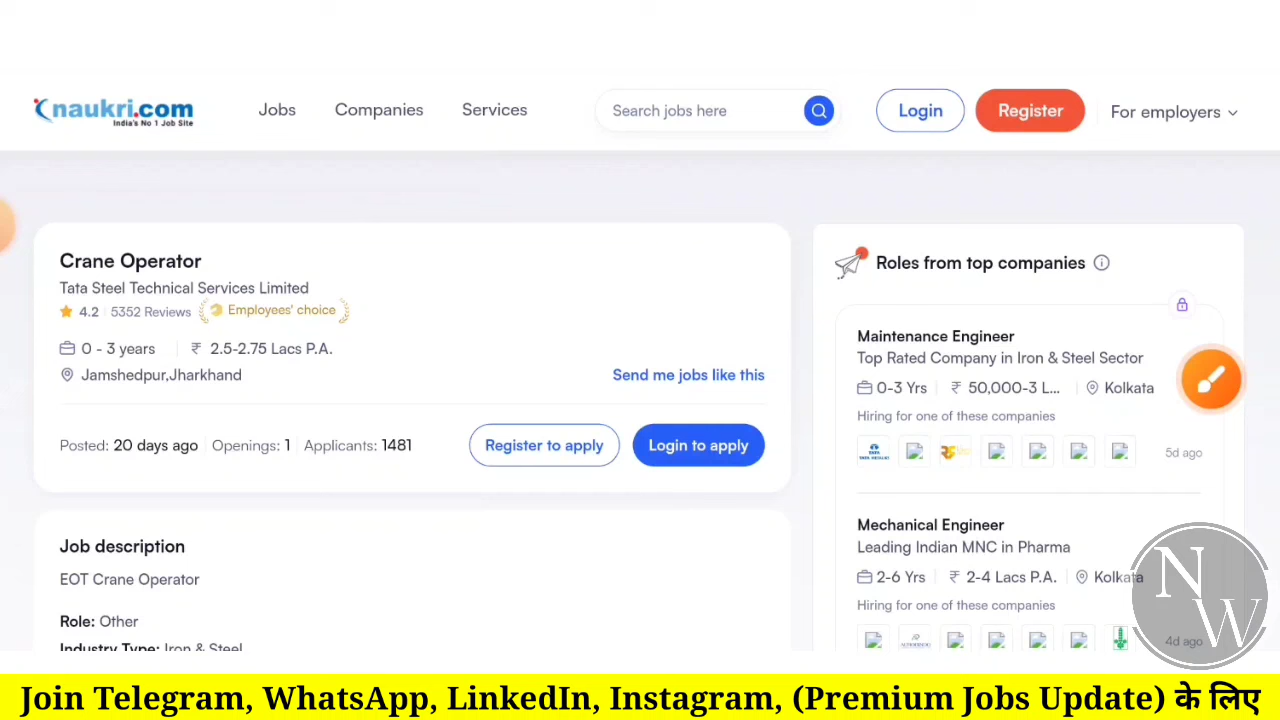 naukri.com
India's No 1 Job Site
Jobs
Companies
Services
Search jobs here
Login
Register
For employers
Crane Operator
Tata Steel Technical Services Limited
4.2 5352 Reviews Employees' choice
0 - 3 years ₹ 2.5-2.75 Lacs P.A.
Jamshedpur,Jharkhand
Send me jobs like this
Posted: 20 days ago Openings: 1 Applicants: 1481
Register to apply
Login to apply
Job description
EOT Crane Operator
Role: Other
Industry Type: Iron & Steel
Roles from top companies
Maintenance Engineer
Top Rated Company in Iron & Steel Sector
0-3 Yrs ₹ 50,000-3 L... Kolkata
Hiring for one of these companies
5d ago
Mechanical Engineer
Leading Indian MNC in Pharma
2-6 Yrs ₹ 2-4 Lacs P.A. Kolkata
Hiring for one of these companies
4d ago
NW
Join Telegram, WhatsApp, LinkedIn, Instagram, (Premium Jobs Update) के लिए